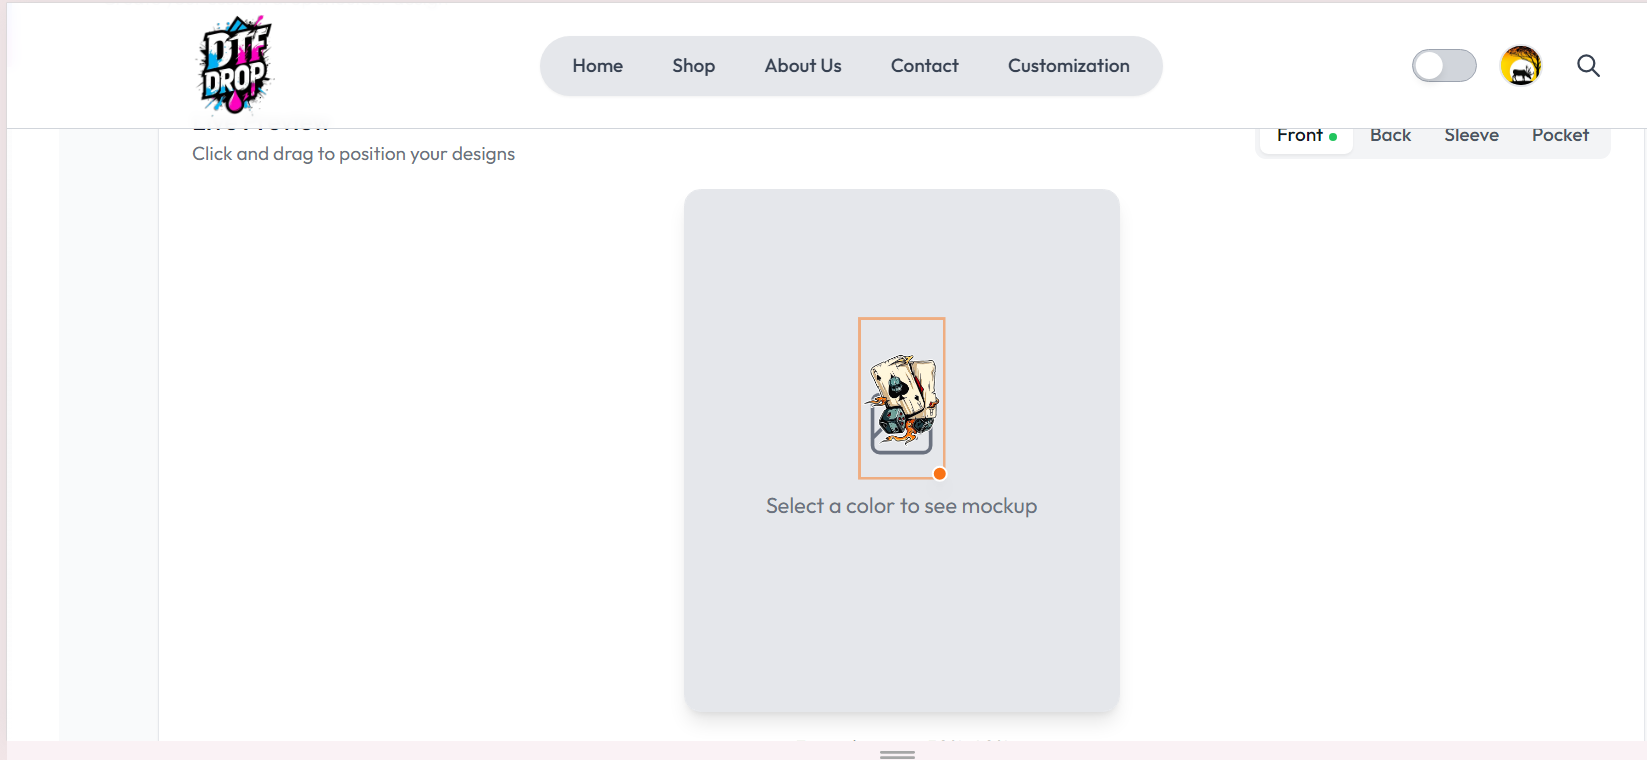 DTF
DROP
Home
Shop
About Us
Contact
Customization
Click and drag to position your designs
Front
Back
Sleeve
Pocket
Select a color to see mockup